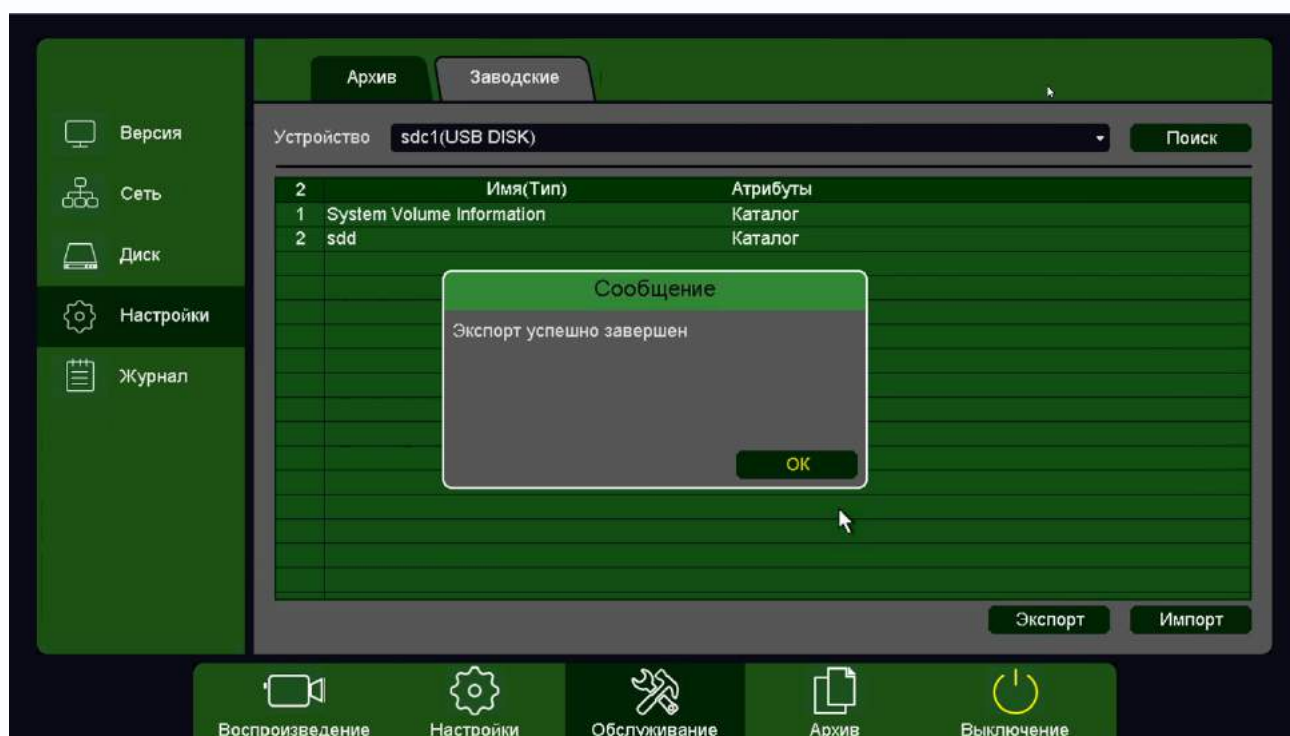 Архив Заводские
Версия
Сеть
Диск
Настройки
Журнал
Устройство sdc1(USB DISK) Поиск
2 Имя(Тип) Атрибуты
1 System Volume Information Каталог
2 sdd Каталог
Сообщение
Экспорт успешно завершен
OK
Экспорт Импорт
Воспроизведение Настройки Обслуживание Архив Выключение